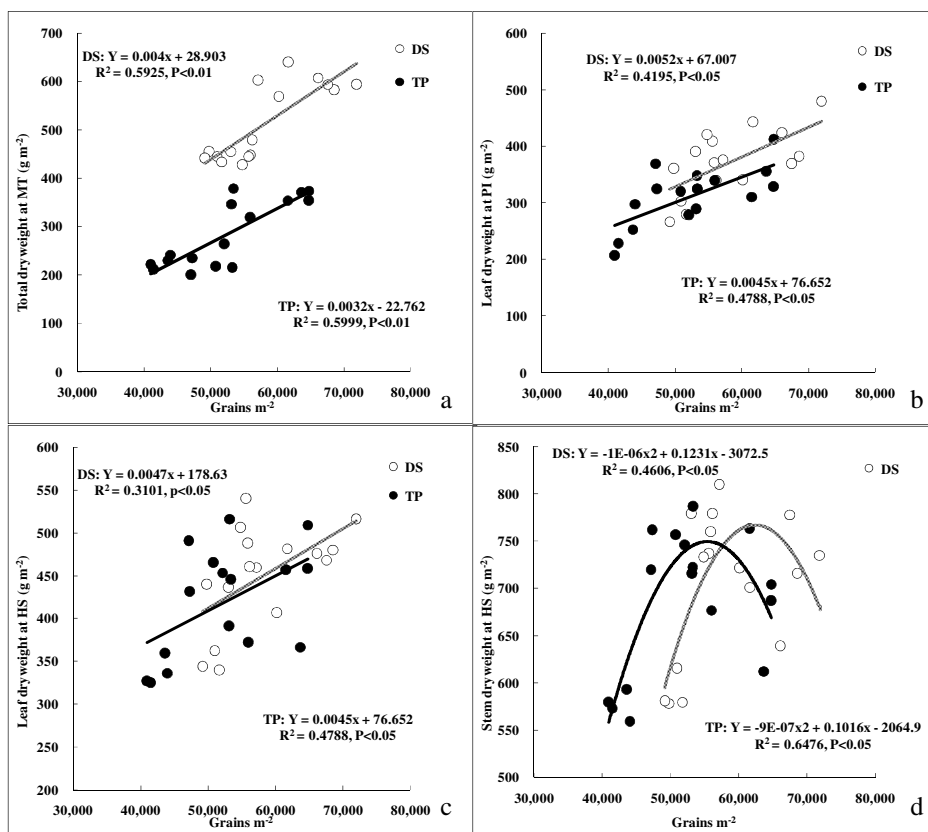 700
600
500
400
300
200
100
0
Total dryweight at MT (g m-2)
DS: Y = 0.004x + 28.903
R2 = 0.5925, P<0.01
DS
TP
TP: Y = 0.0032x - 22.762
R2 = 0.5999, P<0.01
30,000 40,000 50,000 60,000 70,000 80,000
Grains m-2
a
600
500
400
300
200
100
0
Leaf dryweight at PI (g m-2)
DS: Y = 0.0052x + 67.007
R2 = 0.4195, P<0.05
DS
TP
TP: Y = 0.0045x + 76.652
R2 = 0.4788, P<0.05
30,000 40,000 50,000 60,000 70,000 80,000
Grains m-2
b
600
550
500
450
400
350
300
250
200
Leaf dryweight at HS (g m-2)
DS: Y = 0.0047x + 178.63
R2 = 0.3101, p<0.05
DS
TP
TP: Y = 0.0045x + 76.652
R2 = 0.4788, P<0.05
30,000 40,000 50,000 60,000 70,000 80,000
Grains m-2
c
850
800
750
700
650
600
550
500
Stem dryweight at HS (g m-2)
DS: Y = -1E-06x2 + 0.1231x - 3072.5
R2 = 0.4606, P<0.05
DS
TP: Y = -9E-07x2 + 0.1016x - 2064.9
R2 = 0.6476, P<0.05
30,000 40,000 50,000 60,000 70,000 80,000
Grains m-2
d